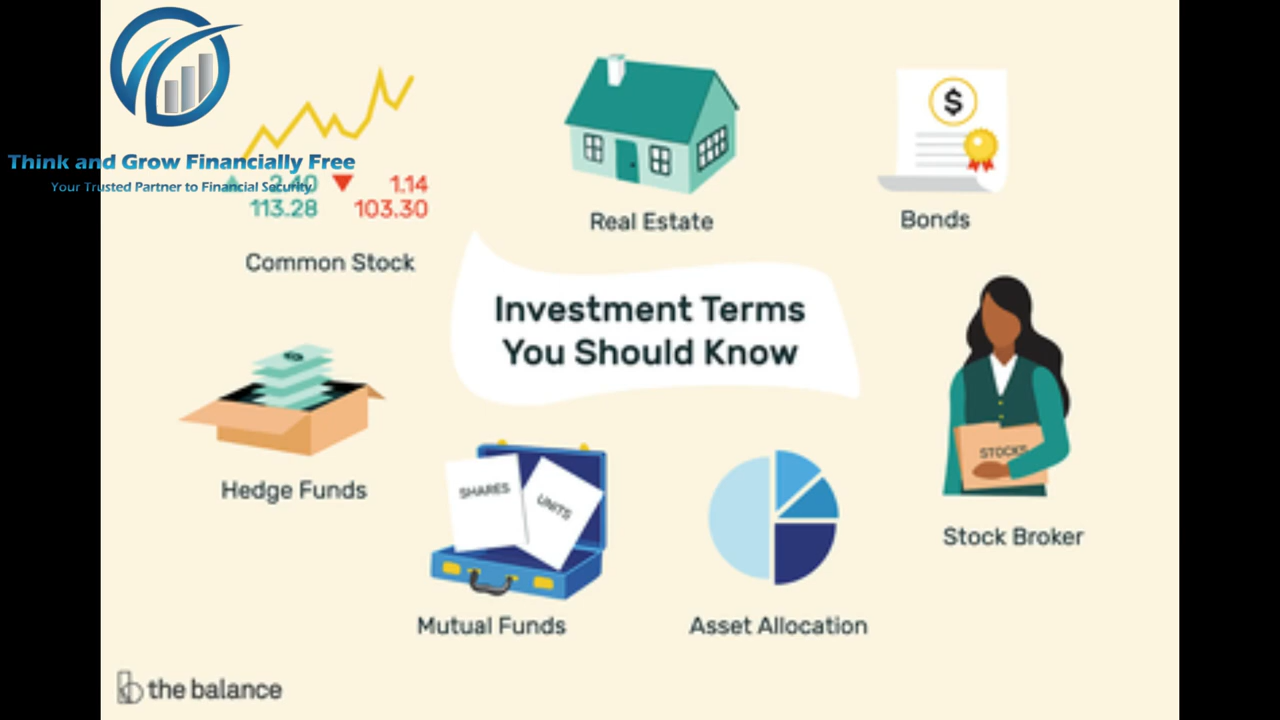 Think and Grow Financially Free
Your Trusted Partner to Financial Security
2.40 1.14
113.28 103.30
Common Stock
Real Estate
$
Bonds
Investment Terms
You Should Know
Hedge Funds
SHARES
UNITS
Mutual Funds
Asset Allocation
STOCKS
Stock Broker
the balance